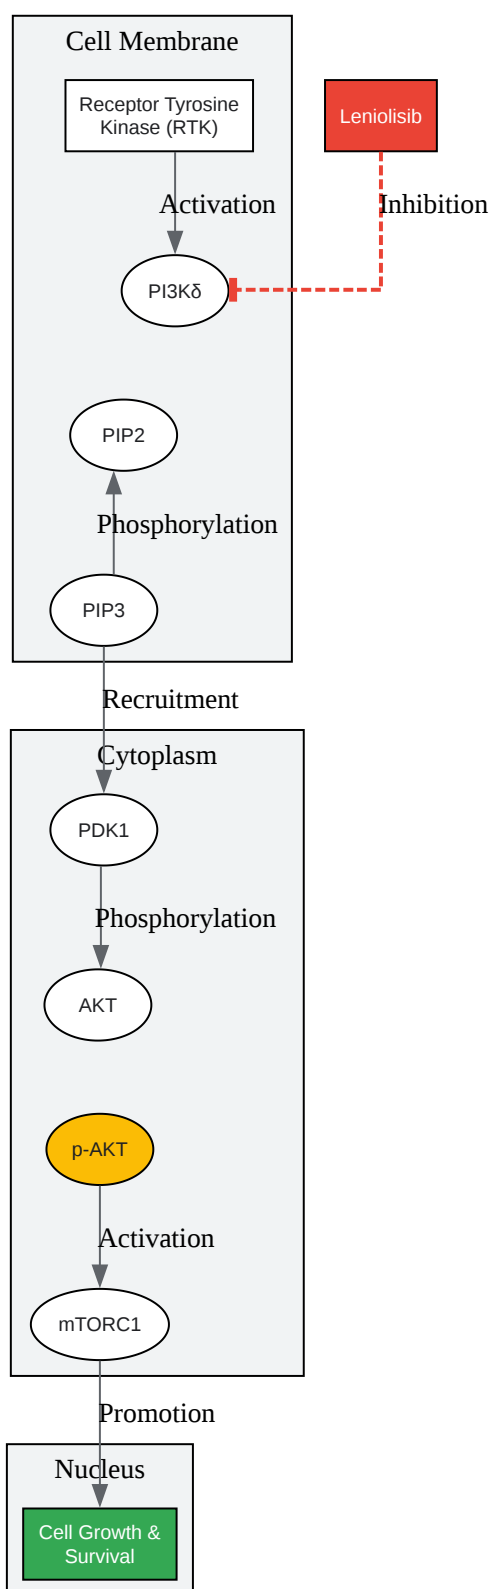 Cell Membrane
Receptor Tyrosine
Kinase (RTK)
Leniolisib
Activation
Inhibition
PI3Kδ
PIP2
Phosphorylation
PIP3
Recruitment
Cytoplasm
PDK1
Phosphorylation
AKT
p-AKT
Activation
mTORC1
Promotion
Nucleus
Cell Growth &
Survival